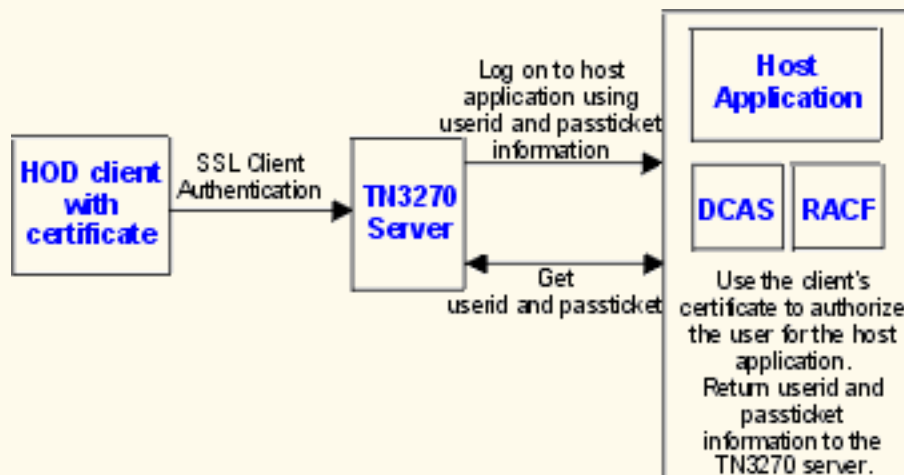 HOD client
with
certificate
SSL Client
Authentication
TN3270
Server
Log on to host
application using
userid and passticket
information
Get
userid and passticket
Host
Application
DCAS
RACF
Use the client's
certificate to authorize
the user for the host
application.
Return userid and
passticket
information to the
TN3270 server.